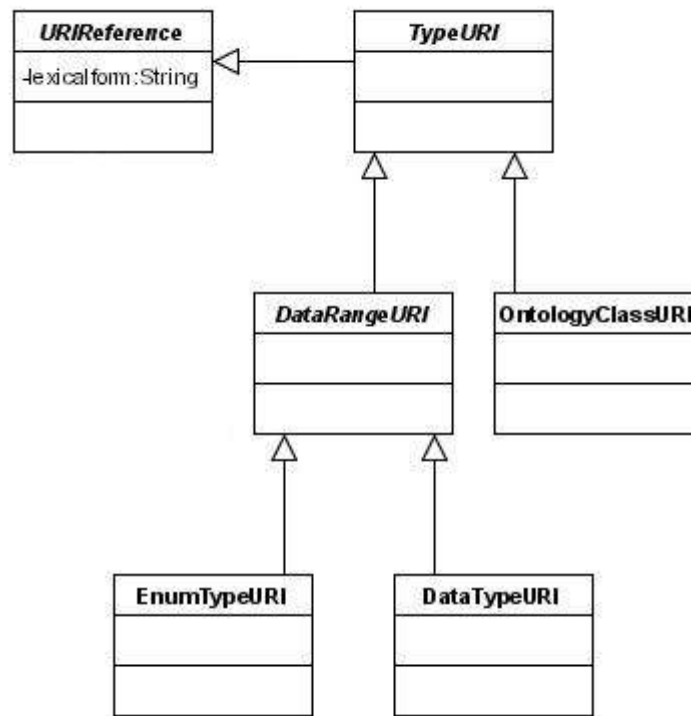 URIReference
TypeURI
-lexicalform:String
DataRangeURI
OntologyClassURI
EnumTypeURI
DataTypeURI